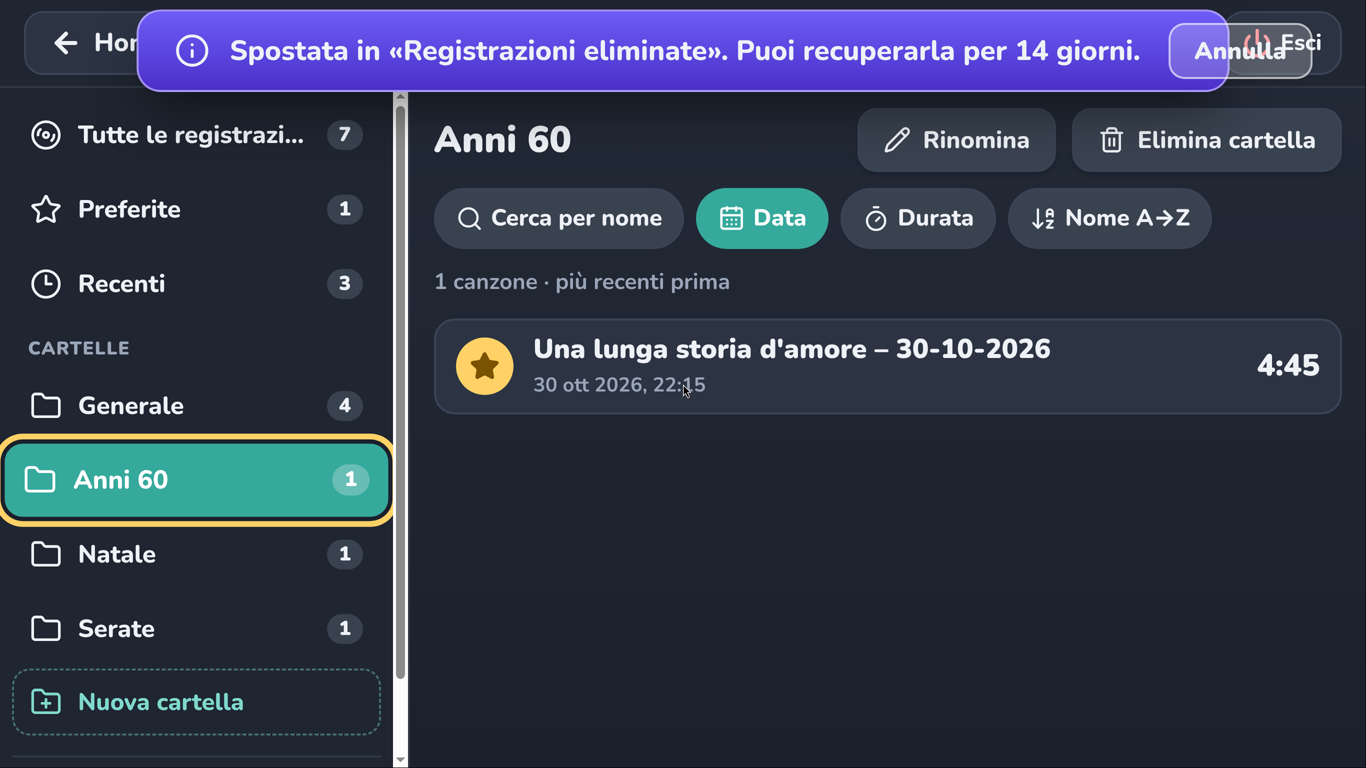 Spostata in «Registrazioni eliminate». Puoi recuperarla per 14 giorni.
Annulla
Esci
Tutte le registrazi...
7
Preferite
1
Recenti
3
CARTELLE
Generale
4
Anni 60
1
Natale
1
Serate
1
Nuova cartella
Anni 60
Rinomina
Elimina cartella
Cerca per nome
Data
Durata
Nome A→Z
1 canzone · più recenti prima
Una lunga storia d'amore – 30-10-2026
30 ott 2026, 22:15
4:45